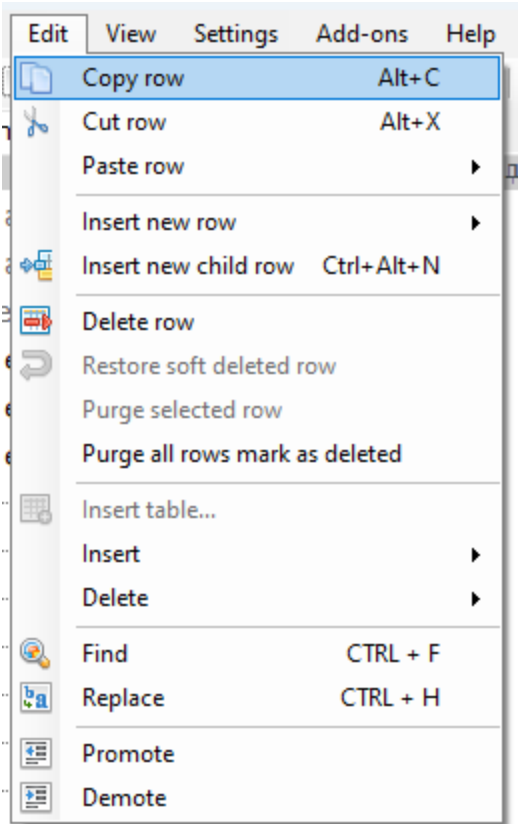 Edit View Settings Add-ons Help
Copy row Alt+C
Cut row Alt+X
Paste row
Insert new row
Insert new child row Ctrl+Alt+N
Delete row
Restore soft deleted row
Purge selected row
Purge all rows mark as deleted
Insert table...
Insert
Delete
Find CTRL + F
Replace CTRL + H
Promote
Demote